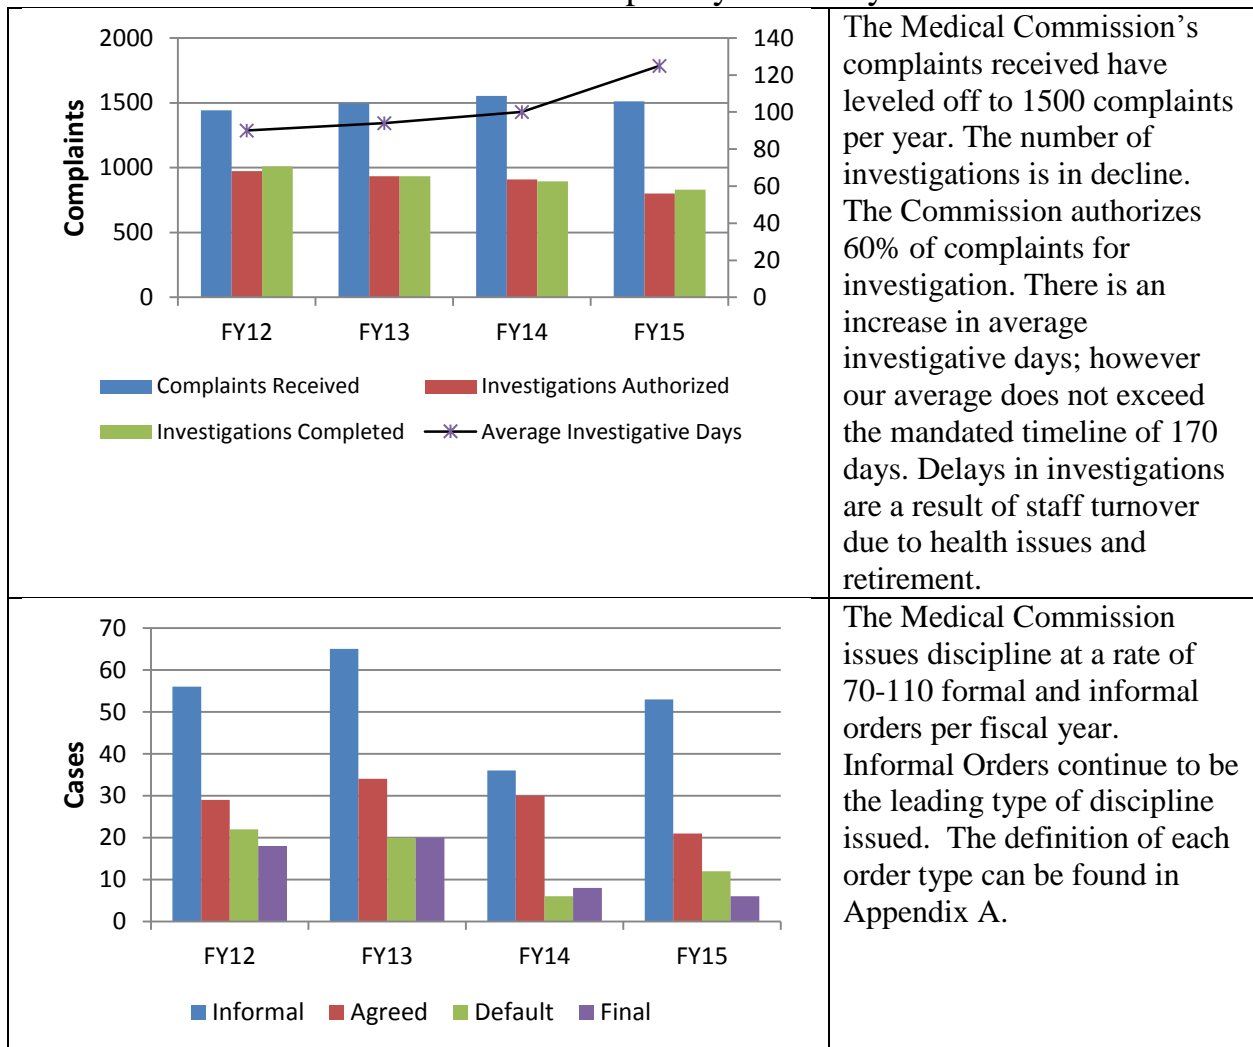 2000
1500
1000
500
0
140
120
100
80
60
40
20
0
Complaints
FY12 FY13 FY14 FY15
Complaints Received Investigations Authorized
Investigations Completed Average Investigative Days
The Medical Commission’s
complaints received have
leveled off to 1500 complaints
per year. The number of
investigations is in decline.
The Commission authorizes
60% of complaints for
investigation. There is an
increase in average
investigative days; however
our average does not exceed
the mandated timeline of 170
days. Delays in investigations
are a result of staff turnover
due to health issues and
retirement.
70
60
50
40
30
20
10
0
Cases
FY12 FY13 FY14 FY15
Informal Agreed Default Final
The Medical Commission
issues discipline at a rate of
70-110 formal and informal
orders per fiscal year.
Informal Orders continue to be
the leading type of discipline
issued. The definition of each
order type can be found in
Appendix A.